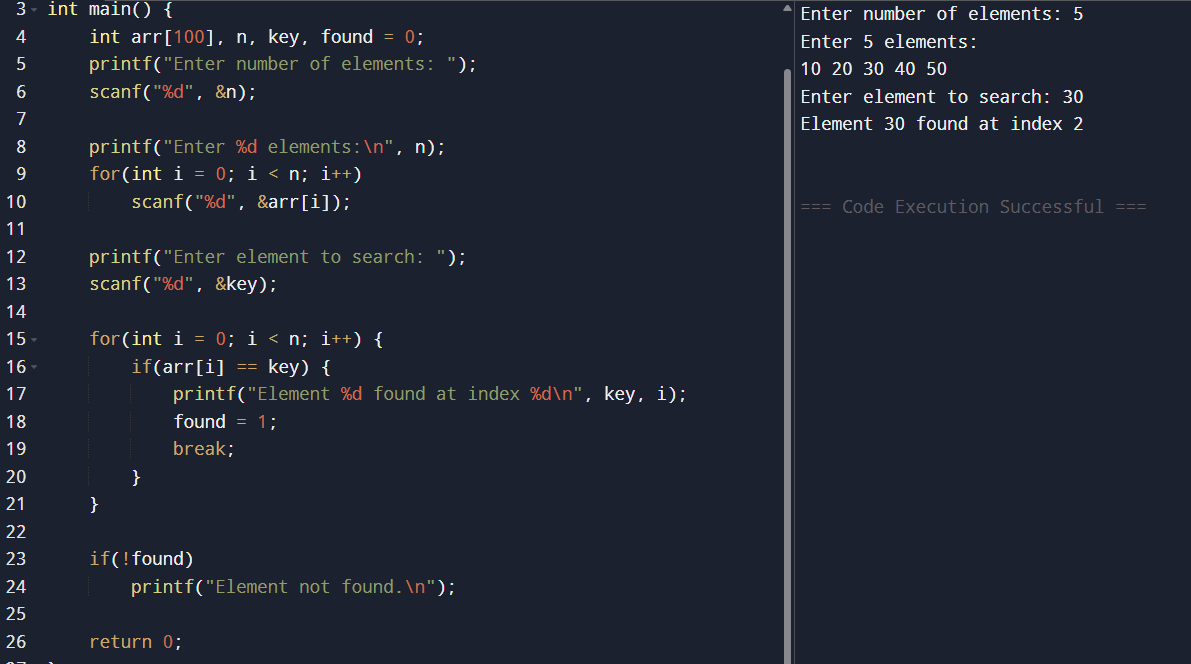 3 int main() {
4     int arr[100], n, key, found = 0;
5     printf("Enter number of elements: ");
6     scanf("%d", &n);
7
8     printf("Enter %d elements:\n", n);
9     for(int i = 0; i < n; i++)
10         scanf("%d", &arr[i]);
11
12     printf("Enter element to search: ");
13     scanf("%d", &key);
14
15     for(int i = 0; i < n; i++) {
16         if(arr[i] == key) {
17             printf("Element %d found at index %d\n", key, i);
18             found = 1;
19             break;
20         }
21     }
22
23     if(!found)
24         printf("Element not found.\n");
25
26     return 0;
Enter number of elements: 5
Enter 5 elements:
10 20 30 40 50
Enter element to search: 30
Element 30 found at index 2
=== Code Execution Successful ===